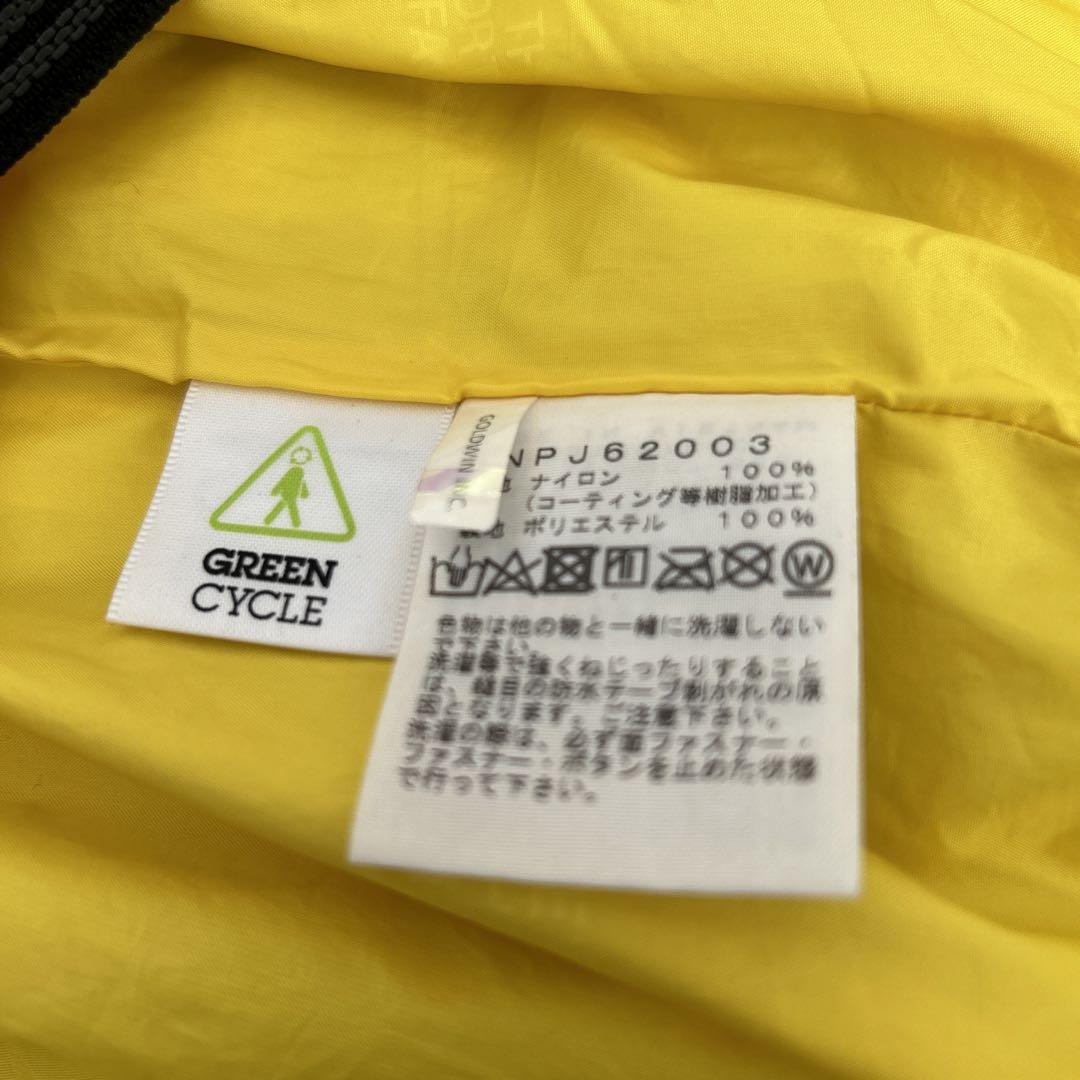 GREEN
CYCLE
GOLDWIN INC.
NPJ62003
地 ナイロン 100%
(コーティング等樹脂加工)
地 ポリエステル 100%
W
色物は他の物と一緒に洗濯しない
で下さい。
洗濯等で強くねじったりすること
は、縫目の防水テープ剥がれの原
因となります。ご注意下さい。
洗濯の際は、必ず面ファスナー・
ファスナー・ボタンを止めた状態
で行って下さい。